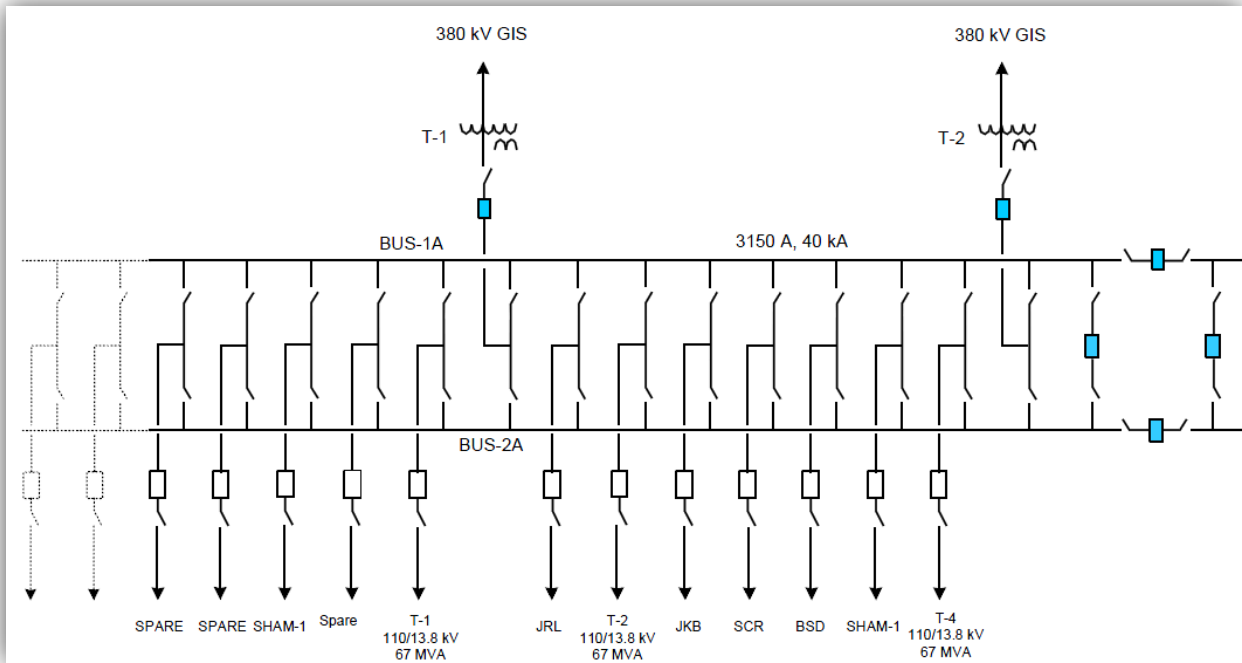 380 kV GIS
380 kV GIS
T-1
T-2
BUS-1A
3150 A, 40 kA
BUS-2A
SPARE
SPARE
SHAM-1
Spare
T-1
110/13.8 kV
67 MVA
JRL
T-2
110/13.8 kV
67 MVA
JKB
SCR
BSD
SHAM-1
T-4
110/13.8 kV
67 MVA